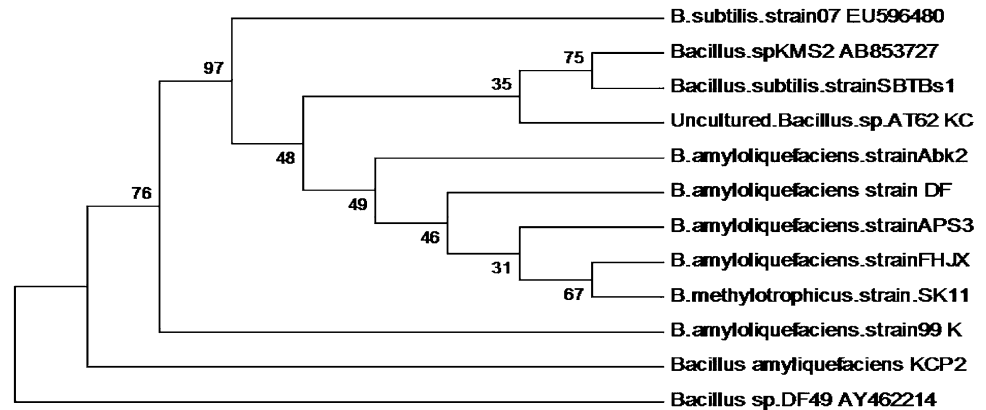 B.subtilis.strain07 EU596480
97
Bacillus.spKMS2 AB853727
75
Bacillus.subtilis.strainSBTBs1
35
Uncultured.Bacillus.sp.AT62 KC
48
B.amyloliquefaciens.strainAbk2
76
B.amyloliquefaciens strain DF
49
B.amyloliquefaciens.strainAPS3
46
B.amyloliquefaciens.strainFHJX
31
B.methylotrophicus.strain.SK11
67
B.amyloliquefaciens.strain99 K
Bacillus amyliquefaciens KCP2
Bacillus sp.DF49 AY462214